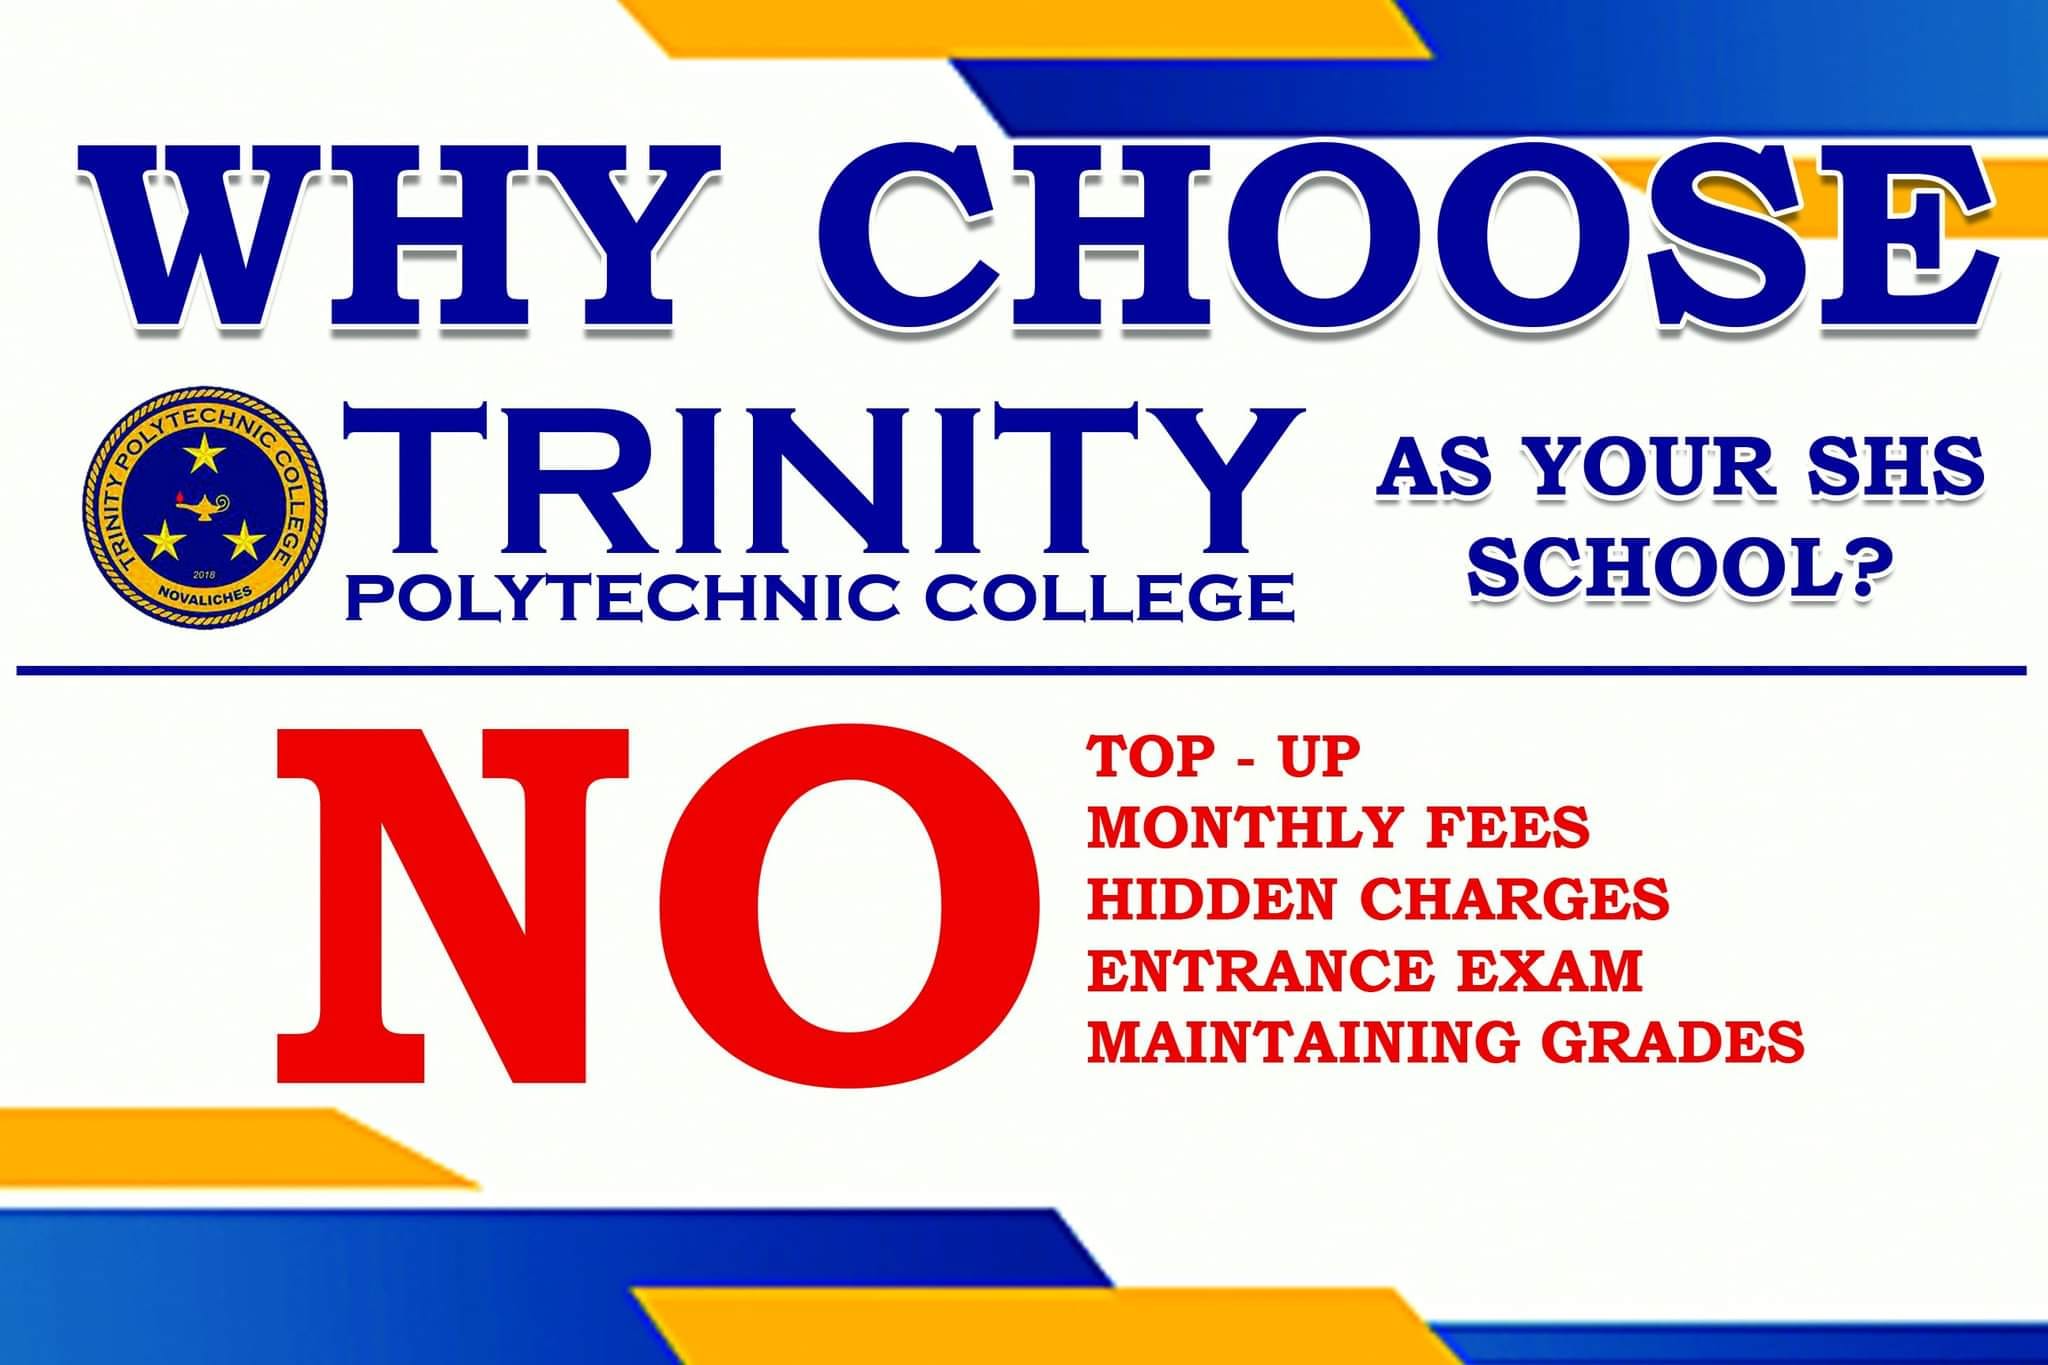 WHY CHOOSE
TRINITY POLYTECHNIC COLLEGE
2018
NOVALICHES
TRINITY
POLYTECHNIC COLLEGE
AS YOUR SHS
SCHOOL?
NO
TOP - UP
MONTHLY FEES
HIDDEN CHARGES
ENTRANCE EXAM
MAINTAINING GRADES